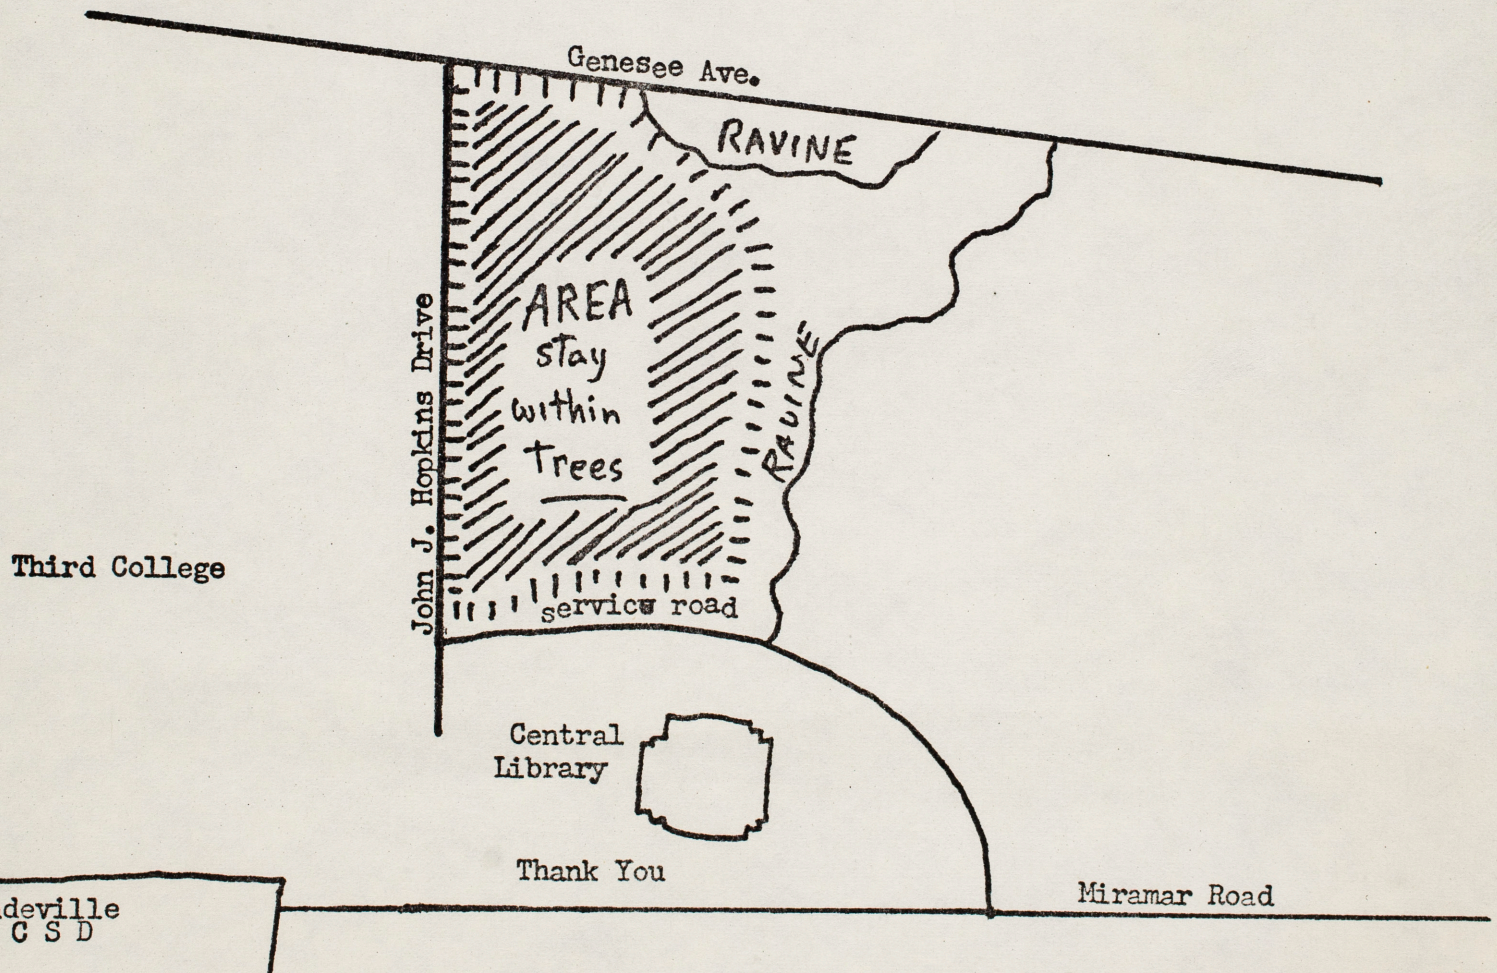 Genesee Ave.
RAVINE
AREA
stay
within
Trees
RAVINE
John J. Hopkins Drive
Third College
service road
Central
Library
Thank You
Miramar Road
deville
C S D